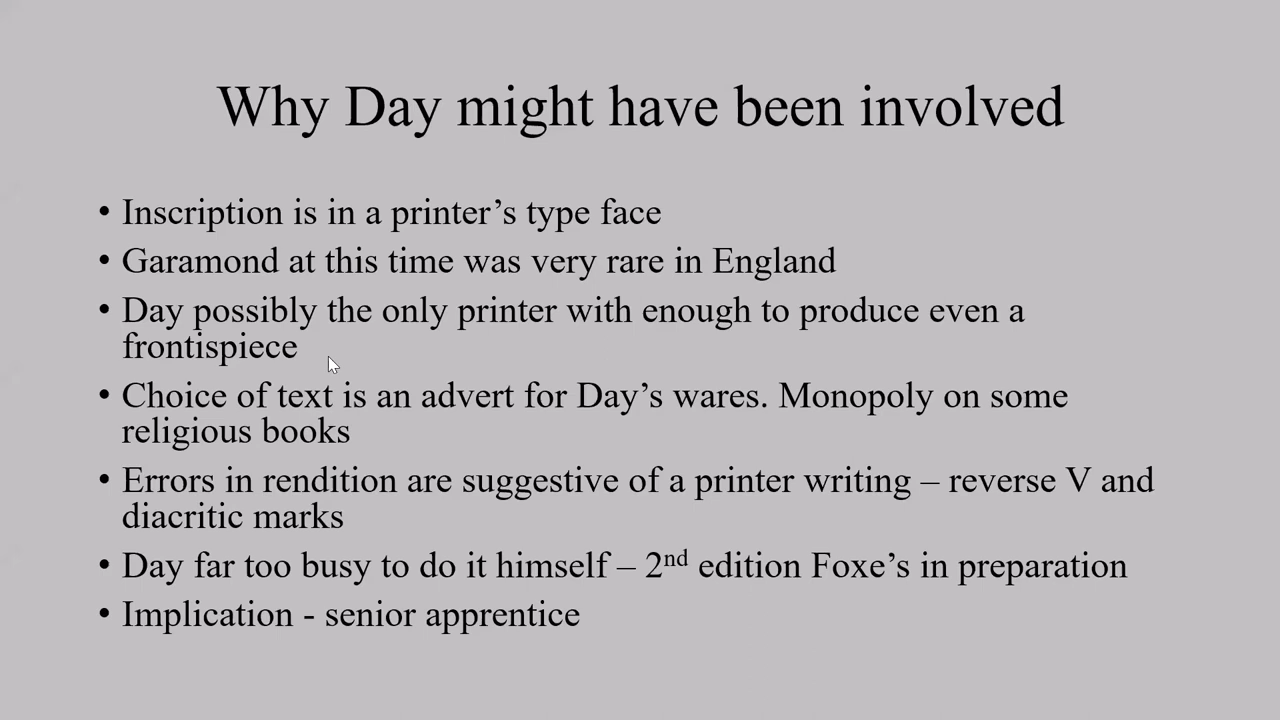 Why Day might have been involved
• Inscription is in a printer’s type face
• Garamond at this time was very rare in England
• Day possibly the only printer with enough to produce even a
frontispiece
• Choice of text is an advert for Day’s wares. Monopoly on some
religious books
• Errors in rendition are suggestive of a printer writing – reverse V and
diacritic marks
• Day far too busy to do it himself – 2nd edition Foxe’s in preparation
• Implication - senior apprentice